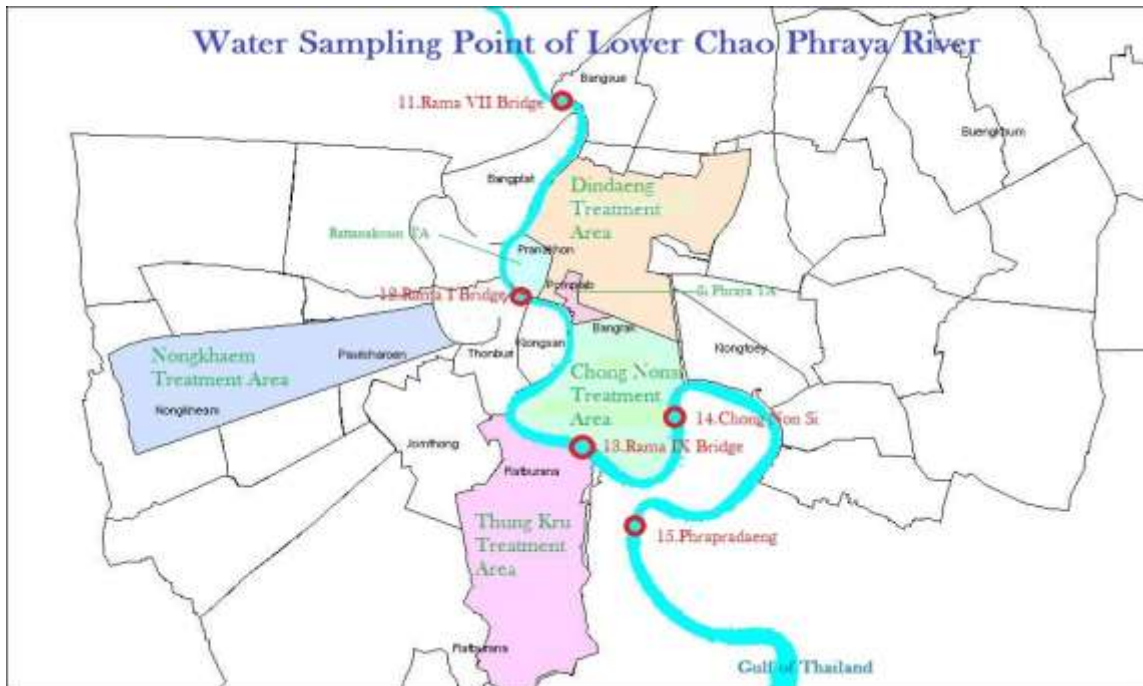 Water Sampling Point of Lower Chao Phraya River
Bangsue
11.Rama VII Bridge
Buengkum
Bangplat
Dindaeng
Treatment
Area
Rattanakosin TA
Pranakhon
12.Rama I Bridge
Pomprab
Si Phraya TA
Bangrak
Klongsan
Thonburi
Klongtoey
Nongkhaem
Treatment Area
Pasicharoen
Nongkheam
Chong Nonsi
Treatment
Area
14.Chong Non Si
13.Rama IX Bridge
Jomthong
Ratburana
Thung Kru
Treatment
Area
15.Phrapradaeng
Ratburana
Gulf of Thailand